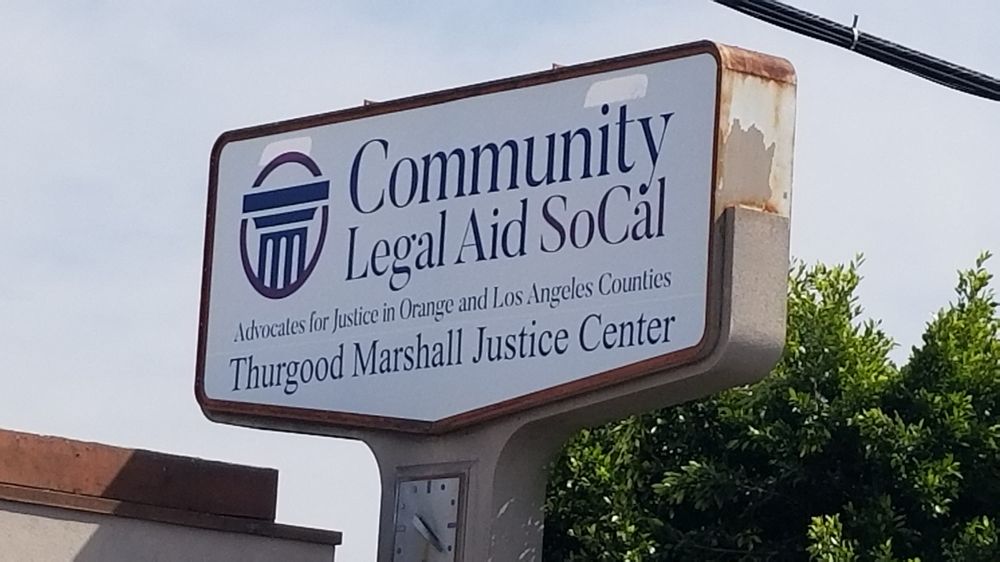 Community
Legal Aid SoCal
Advocates for Justice in Orange and Los Angeles Counties
Thurgood Marshall Justice Center